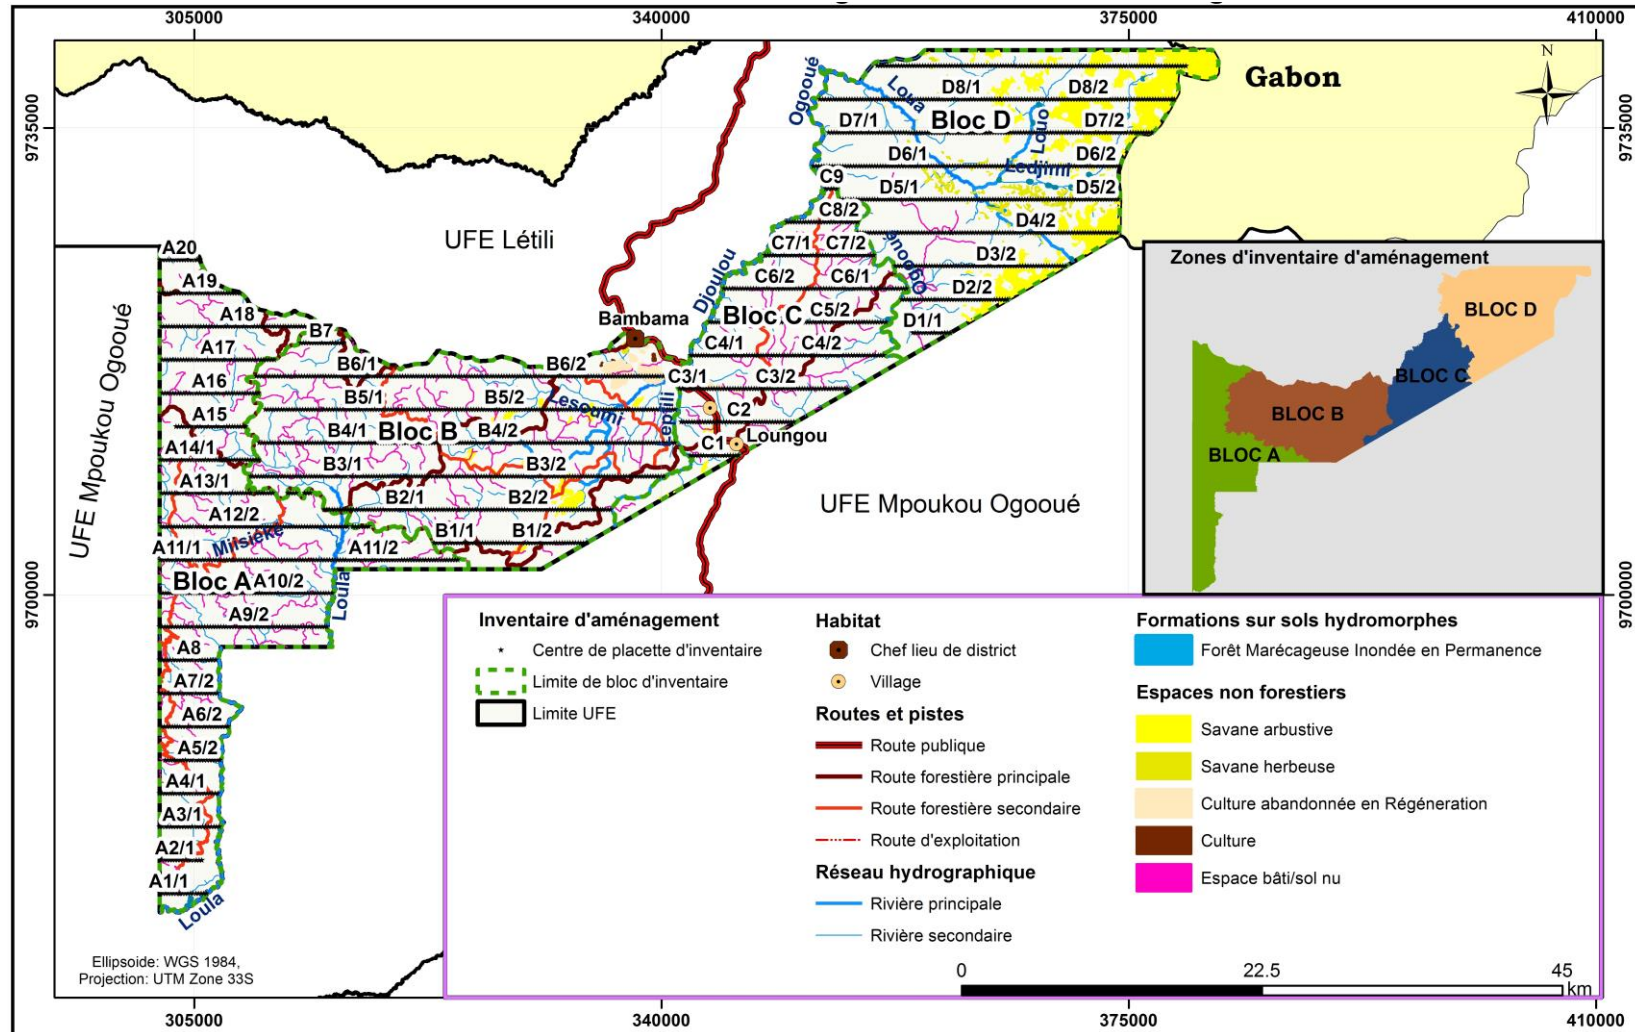 305000
340000
375000
410000
9735000
9735000
9700000
9700000
Gabon
N
UFE Létili
UFE Mpoukou Ogooué
UFE Mpoukou Ogooué
Ogooué
Loua
D8/1
D8/2
D7/1
Bloc D
Louo
D7/2
D6/1
Ledjimi
D6/2
C9
D5/1
D5/2
C8/2
D4/2
C7/1
C7/2
D3/2
Djoulou
C6/2
C6/1
Ogooué
D2/2
Bloc C
C5/2
D1/1
C4/1
C4/2
C3/1
C3/2
C2
C1
Loungou
Bambama
A20
A19
A18
B7
A17
B6/1
B6/2
A16
B5/1
B5/2
Lesoumi
Lepilli
A15
B4/1
Bloc B
B4/2
A14/1
B3/1
B3/2
A13/1
B2/1
B2/2
A12/2
Milsieké
B1/1
B1/2
A11/1
A11/2
Bloc A
A10/2
Loula
A9/2
A8
A7/2
A6/2
A5/2
A4/1
A3/1
A2/1
A1/1
Loula
Zones d'inventaire d'aménagement
BLOC D
BLOC C
BLOC B
BLOC A
Inventaire d'aménagement
Centre de placette d'inventaire
Limite de bloc d'inventaire
Limite UFE
Habitat
Chef lieu de district
Village
Routes et pistes
Route publique
Route forestière principale
Route forestière secondaire
Route d'exploitation
Réseau hydrographique
Rivière principale
Rivière secondaire
Formations sur sols hydromorphes
Forêt Marécageuse Inondée en Permanence
Espaces non forestiers
Savane arbustive
Savane herbeuse
Culture abandonnée en Régéneration
Culture
Espace bâti/sol nu
0
22.5
45
km
Ellipsoide: WGS 1984,
Projection: UTM Zone 33S
305000
340000
375000
410000